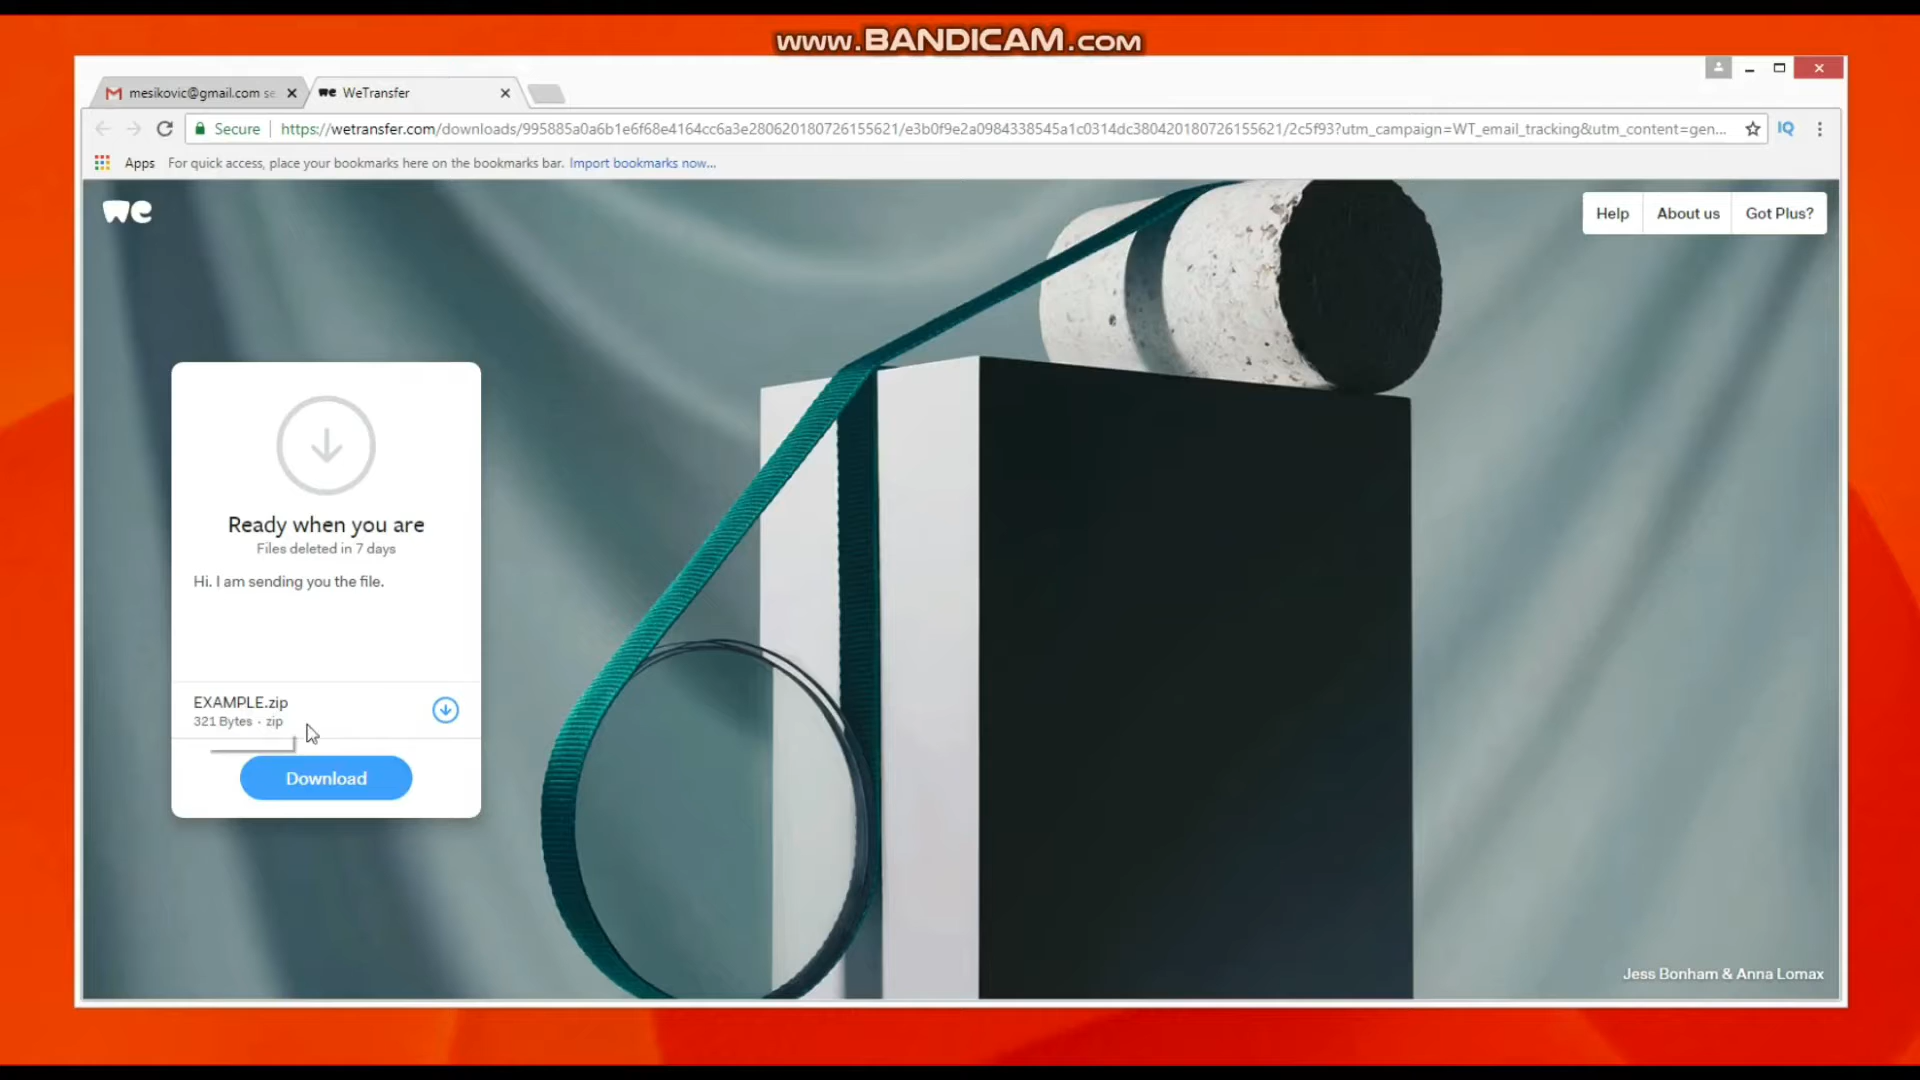 www.BANDICAM.com
mesikovic@gmail.com se
WeTransfer
Secure
https://wetransfer.com/downloads/995885a0a6b1e6f68e4164cc6a3e280620180726155621/e3b0f9e2a0984338545a1c0314dc380420180726155621/2c5f93?utm_campaign=WT_email_tracking&utm_content=gen...
IQ
Apps
For quick access, place your bookmarks here on the bookmarks bar. Import bookmarks now...
we
Help
About us
Got Plus?
Ready when you are
Files deleted in 7 days
Hi. I am sending you the file.
EXAMPLE.zip
321 Bytes · zip
Download
Jess Bonham & Anna Lomax